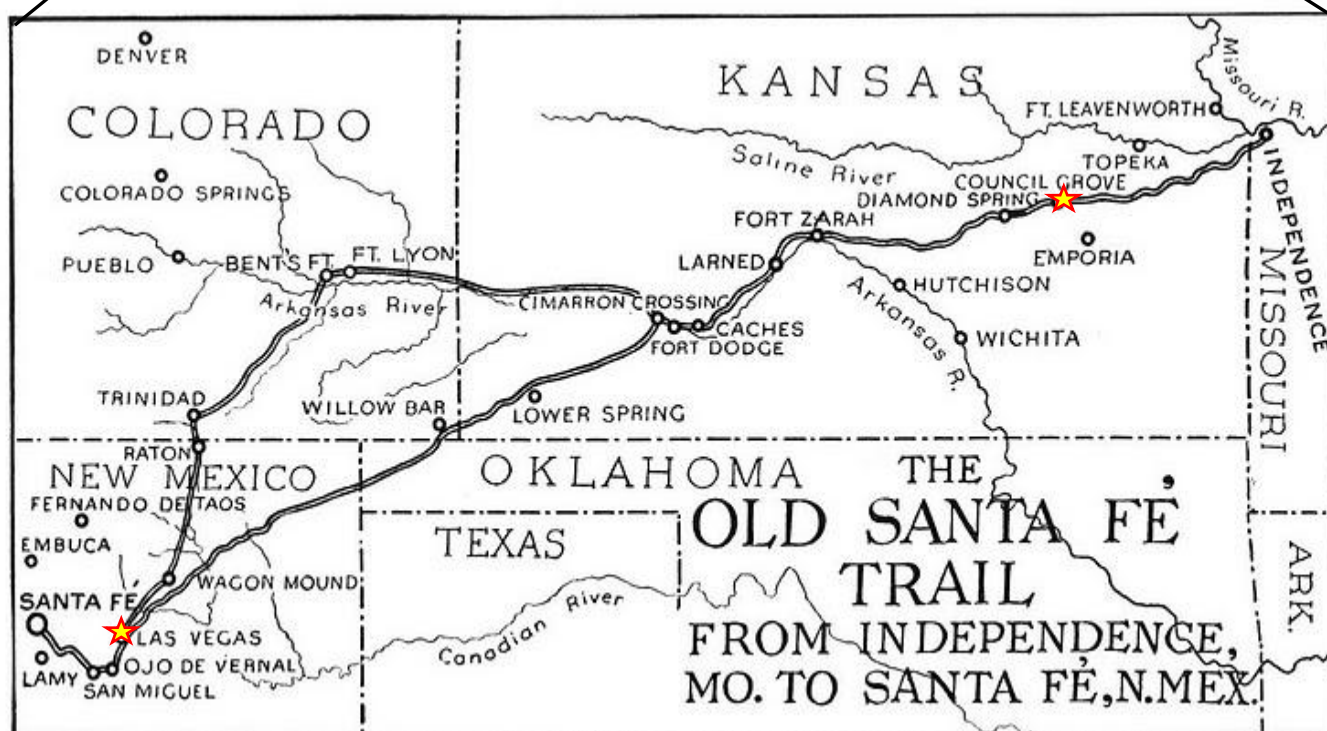 DENVER
COLORADO
COLORADO SPRINGS
PUEBLO
BENT'S FT.
FT. LYON
Arkansas River
TRINIDAD
KANSAS
Missouri R.
FT. LEAVENWORTH
TOPEKA
Saline River
COUNCIL GROVE
DIAMOND SPRING
INDEPENDENCE
FORT ZARAH
EMPORIA
LARNED
HUTCHISON
Arkansas R.
WICHITA
CIMARRON CROSSING
CACHES
FORT DODGE
WILLOW BAR
LOWER SPRING
MISSOURI
RATON
NEW MEXICO
FERNANDO DE TAOS
EMBUCA
WAGON MOUND
SANTA FÉ
LAS VEGAS
OJO DE VERNAL
LAMY
SAN MIGUEL
OKLAHOMA
TEXAS
Canadian River
ARK.
THE
OLD SANTA FÉ
TRAIL
FROM INDEPENDENCE,
MO. TO SANTA FÉ, N.MEX.